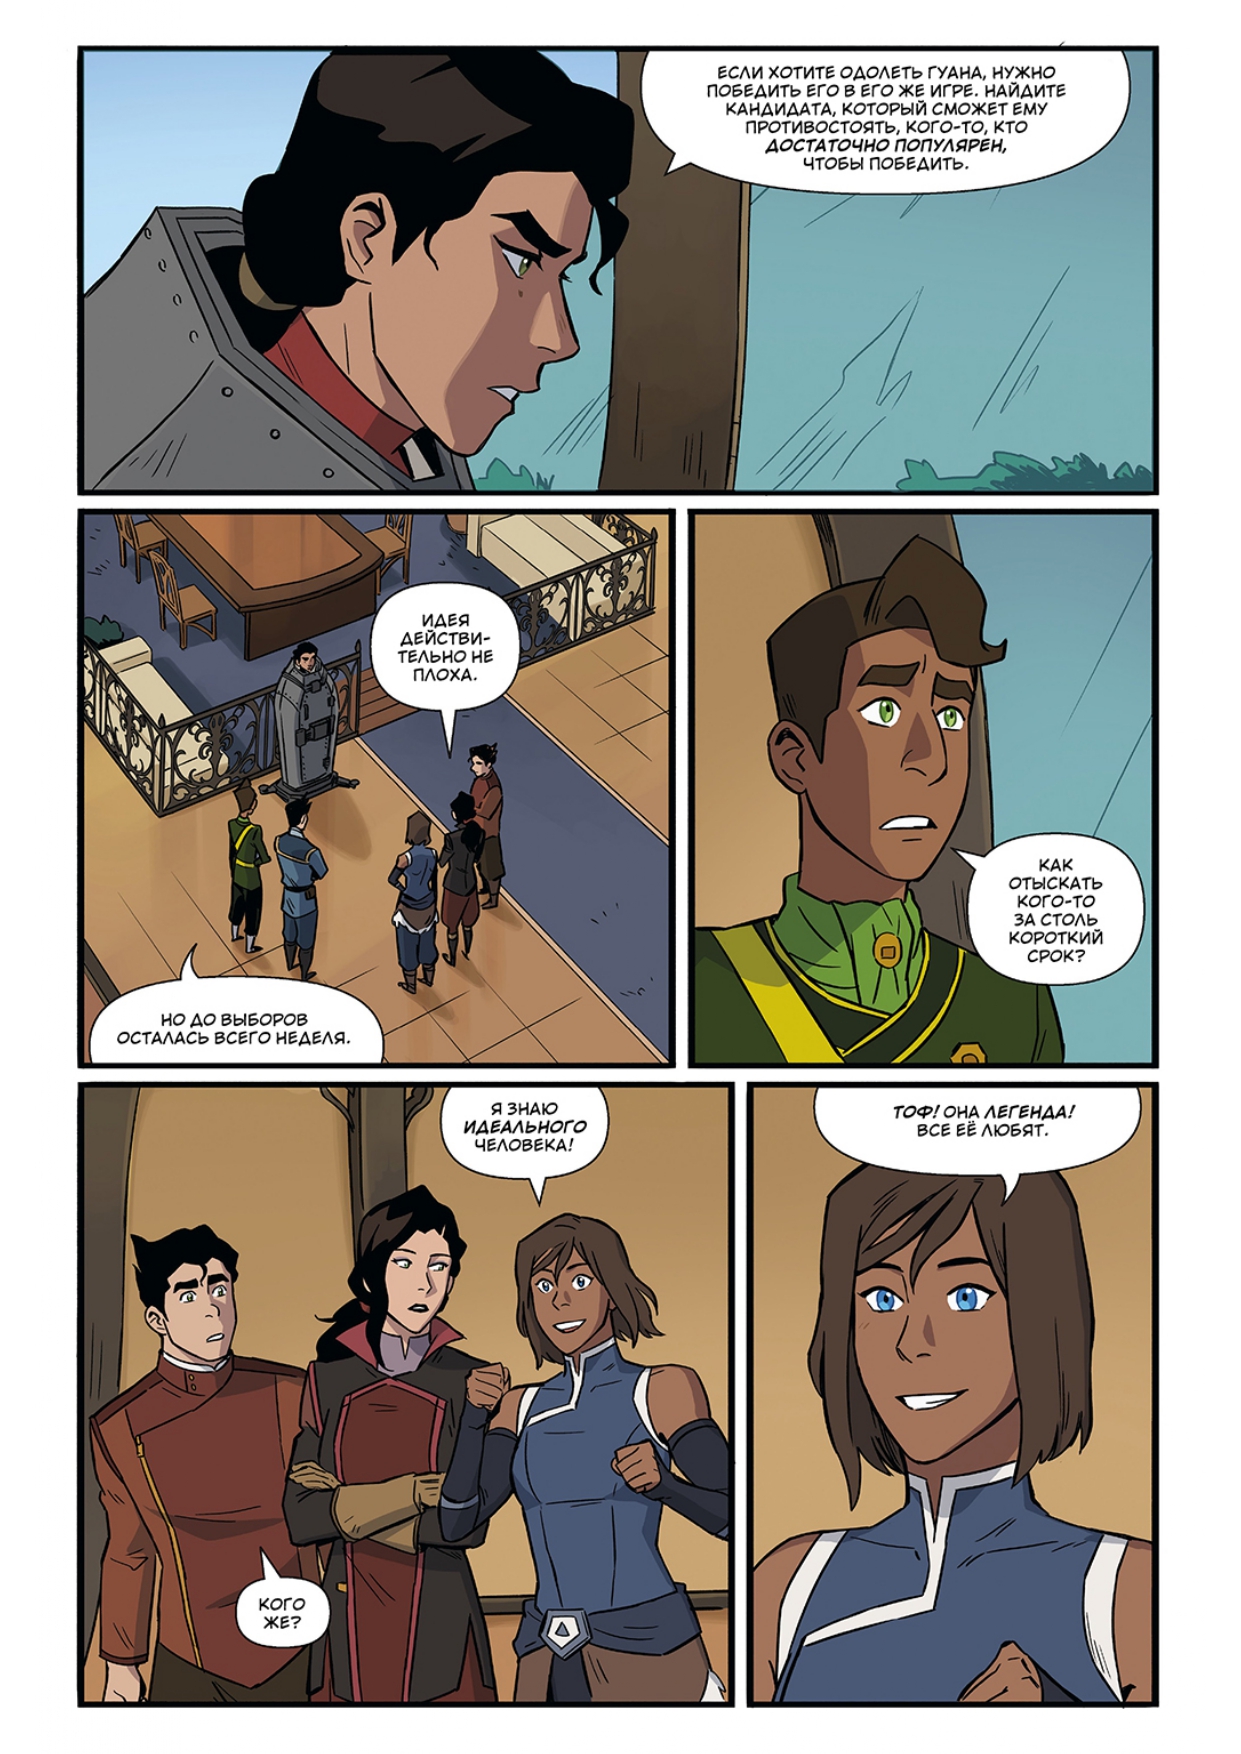 ЕСЛИ ХОТИТЕ ОДОЛЕТЬ ГУАНА, НУЖНО
ПОБЕДИТЬ ЕГО В ЕГО ЖЕ ИГРЕ. НАЙДИТЕ
КАНДИДАТА, КОТОРЫЙ СМОЖЕТ ЕМУ
ПРОТИВОСТОЯТЬ, КОГО-ТО, КТО
ДОСТАТОЧНО ПОПУЛЯРЕН,
ЧТОБЫ ПОБЕДИТЬ.
ИДЕЯ
ДЕЙСТВИ-
ТЕЛЬНО НЕ
ПЛОХА.
НО ДО ВЫБОРОВ
ОСТАЛАСЬ ВСЕГО НЕДЕЛЯ.
КАК
ОТЫСКАТЬ
КОГО-ТО
ЗА СТОЛЬ
КОРОТКИЙ
СРОК?
Я ЗНАЮ
ИДЕАЛЬНОГО
ЧЕЛОВЕКА!
КОГО
ЖЕ?
ТОФ! ОНА ЛЕГЕНДА!
ВСЕ ЕЁ ЛЮБЯТ.